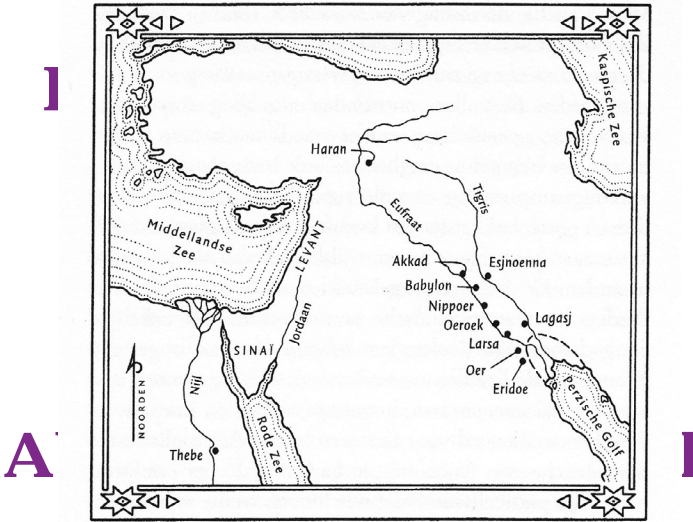 Kaspische Zee
Haran
Tigris
Eufraat
Middellandse
Zee
LEVANT
Akkad
Esjnoenna
Babylon
Nippoer
Oeroek
Lagasj
Larsa
Oer
Eridoe
Jordaan
SINAÏ
Nijl
NOORDEN
Perzische Golf
Rode Zee
Thebe
A